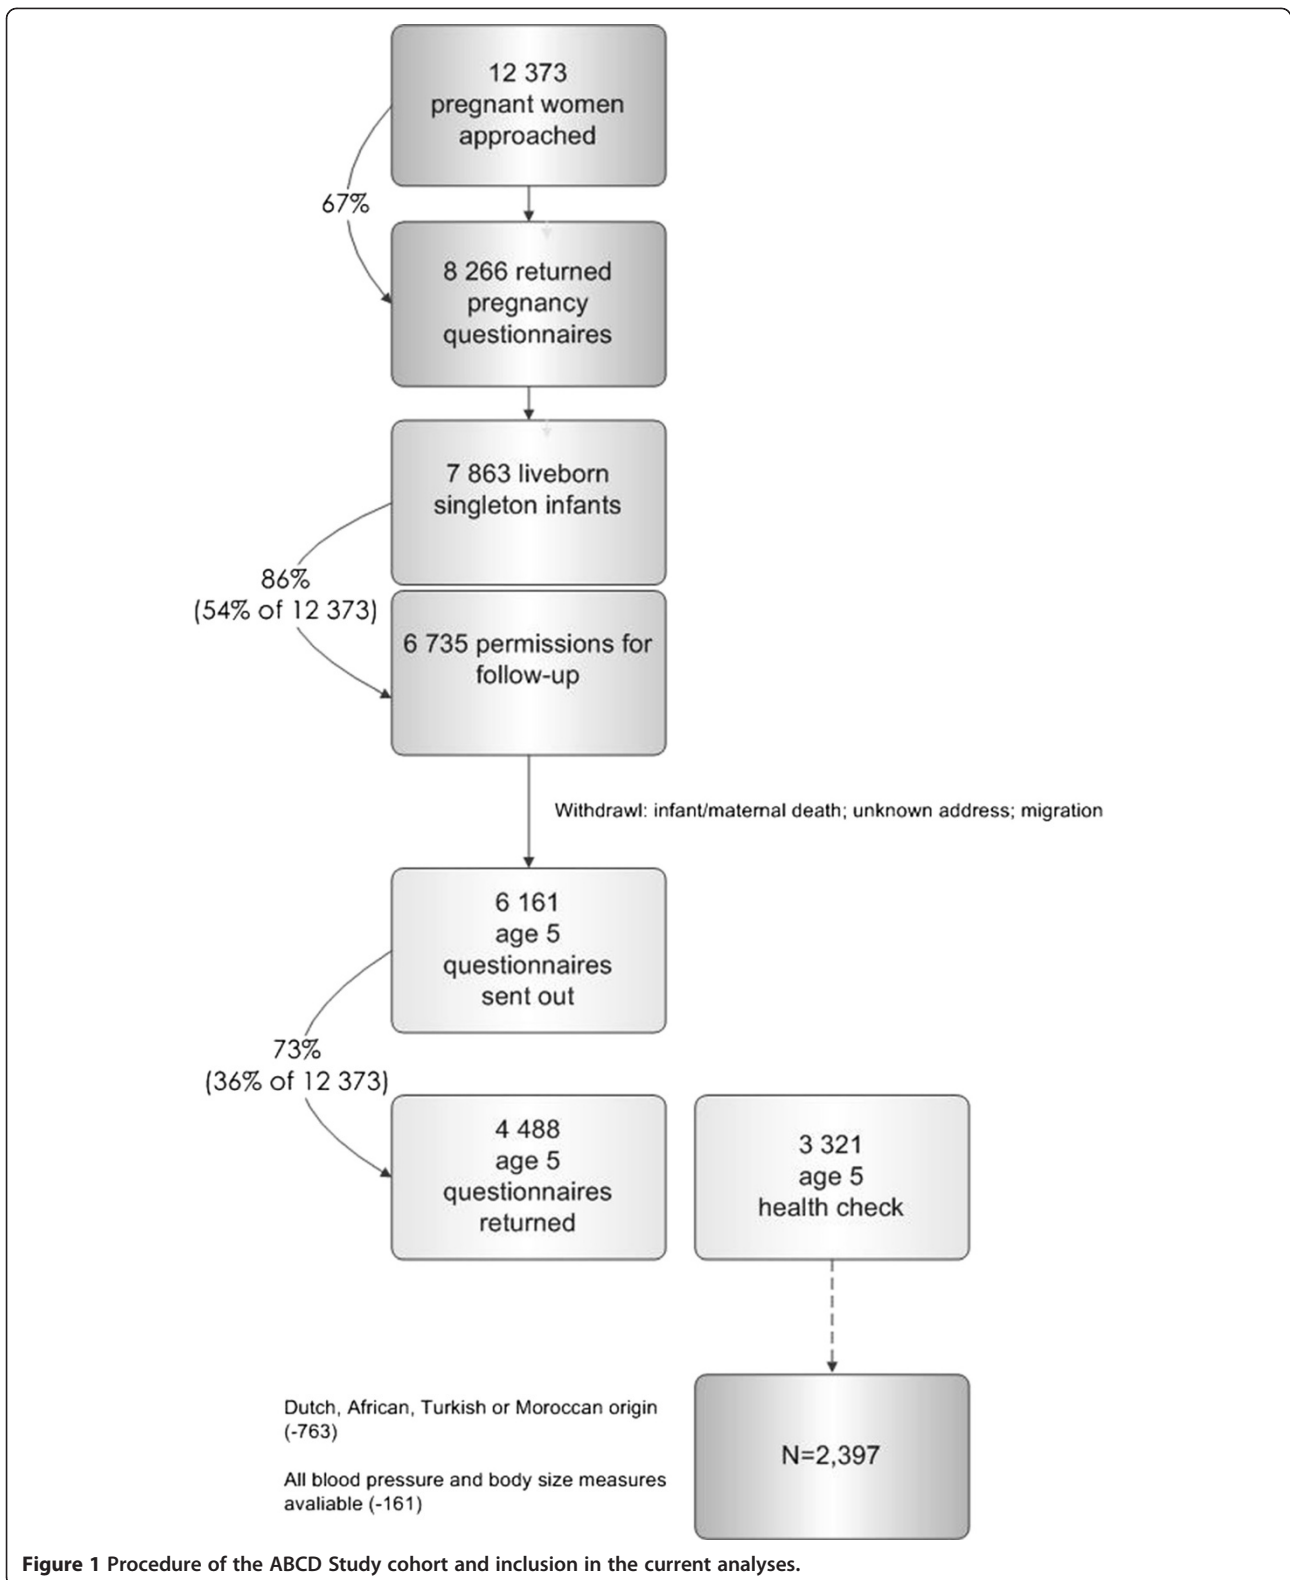 12 373
pregnant women
approached
67%
8 266 returned
pregnancy
questionnaires
7 863 liveborn
singleton infants
86%
(54% of 12 373)
6 735 permissions for
follow-up
Withdrawl: infant/maternal death; unknown address; migration
6 161
age 5
questionnaires
sent out
73%
(36% of 12 373)
4 488
age 5
questionnaires
returned
3 321
age 5
health check
Dutch, African, Turkish or Moroccan origin
(-763)
All blood pressure and body size measures
avaliable (-161)
N=2,397
Figure 1 Procedure of the ABCD Study cohort and inclusion in the current analyses.